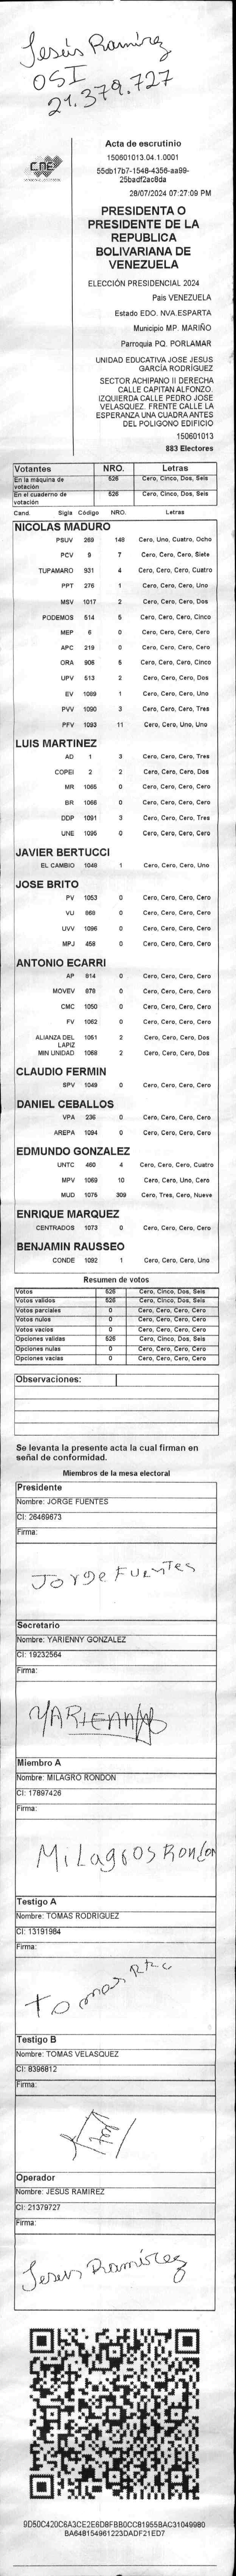 Jesús Ramírez
OSI
21.379.727
CNE
Acta de escrutinio
150601013.04.1.0001
55db17b7-1548-4356-aa99-
25badf2ac8da
28/07/2024 07:27:09 PM
PRESIDENTA O
PRESIDENTE DE LA
REPUBLICA
BOLIVARIANA DE
VENEZUELA
ELECCIÓN PRESIDENCIAL 2024
País VENEZUELA
Estado EDO. NVA.ESPARTA
Municipio MP. MARIÑO
Parroquia PQ. PORLAMAR
UNIDAD EDUCATIVA JOSE JESUS
GARCÍA RODRÍGUEZ
SECTOR ACHIPANO II DERECHA
CALLE CAPITAN ALFONZO.
IZQUIERDA CALLE PEDRO JOSE
VELASQUEZ. FRENTE CALLE LA
ESPERANZA UNA CUADRA ANTES
DEL POLIGONO EDIFICIO
150601013
883 Electores
Votantes NRO. Letras
En la máquina de votación 526 Cero, Cinco, Dos, Seis
En el cuaderno de votación 526 Cero, Cinco, Dos, Seis
Cand. Sigla Código NRO. Letras
NICOLAS MADURO
PSUV 269 148 Cero, Uno, Cuatro, Ocho
PCV 9 7 Cero, Cero, Cero, Siete
TUPAMARO 931 4 Cero, Cero, Cero, Cuatro
PPT 276 1 Cero, Cero, Cero, Uno
MSV 1017 2 Cero, Cero, Cero, Dos
PODEMOS 514 5 Cero, Cero, Cero, Cinco
MEP 6 0 Cero, Cero, Cero, Cero
APC 219 0 Cero, Cero, Cero, Cero
ORA 906 5 Cero, Cero, Cero, Cinco
UPV 513 2 Cero, Cero, Cero, Dos
EV 1089 1 Cero, Cero, Cero, Uno
PVV 1090 3 Cero, Cero, Cero, Tres
PFV 1093 11 Cero, Cero, Uno, Uno
LUIS MARTINEZ
AD 1 3 Cero, Cero, Cero, Tres
COPEI 2 2 Cero, Cero, Cero, Dos
MR 1065 0 Cero, Cero, Cero, Cero
BR 1066 0 Cero, Cero, Cero, Cero
DDP 1091 3 Cero, Cero, Cero, Tres
UNE 1095 0 Cero, Cero, Cero, Cero
JAVIER BERTUCCI
EL CAMBIO 1049 1 Cero, Cero, Cero, Uno
JOSE BRITO
PV 1053 0 Cero, Cero, Cero, Cero
VU 968 0 Cero, Cero, Cero, Cero
UVV 1096 0 Cero, Cero, Cero, Cero
MPJ 458 0 Cero, Cero, Cero, Cero
ANTONIO ECARRI
AP 814 0 Cero, Cero, Cero, Cero
MOVEV 978 0 Cero, Cero, Cero, Cero
CMC 1050 0 Cero, Cero, Cero, Cero
FV 1062 0 Cero, Cero, Cero, Cero
ALIANZA DEL LAPIZ 1051 2 Cero, Cero, Cero, Dos
MIN UNIDAD 1068 2 Cero, Cero, Cero, Dos
CLAUDIO FERMIN
SPV 1049 0 Cero, Cero, Cero, Cero
DANIEL CEBALLOS
VPA 236 0 Cero, Cero, Cero, Cero
AREPA 1094 0 Cero, Cero, Cero, Cero
EDMUNDO GONZALEZ
UNTC 460 4 Cero, Cero, Cero, Cuatro
MPV 1069 10 Cero, Cero, Uno, Cero
MUD 1075 309 Cero, Tres, Cero, Nueve
ENRIQUE MARQUEZ
CENTRADOS 1073 0 Cero, Cero, Cero, Cero
BENJAMIN RAUSSEO
CONDE 1092 1 Cero, Cero, Cero, Uno
Resumen de votos
Votos 526 Cero, Cinco, Dos, Seis
Votos validos 526 Cero, Cinco, Dos, Seis
Votos parciales 0 Cero, Cero, Cero, Cero
Votos nulos 0 Cero, Cero, Cero, Cero
Votos vacios 0 Cero, Cero, Cero, Cero
Opciones validas 526 Cero, Cinco, Dos, Seis
Opciones nulas 0 Cero, Cero, Cero, Cero
Opciones vacias 0 Cero, Cero, Cero, Cero
Observaciones:
Se levanta la presente acta la cual firman en
señal de conformidad.
Miembros de la mesa electoral
Presidente
Nombre: JORGE FUENTES
CI: 26469673
Firma:
Jorge Fuentes
Secretario
Nombre: YARIENNY GONZALEZ
CI: 19232564
Firma:
Miembro A
Nombre: MILAGRO RONDON
CI: 17897426
Firma:
Milagros Rondon
Testigo A
Nombre: TOMAS RODRIGUEZ
CI: 13191984
Firma:
Tomas
Testigo B
Nombre: TOMAS VELASQUEZ
CI: 8396812
Firma:
Operador
Nombre: JESUS RAMIREZ
CI: 21379727
Firma:
Jesus Ramírez
9D50C420C6A3CE2E6D8FBB0CC81955BAC31049980
BA648154961223DADF21ED7